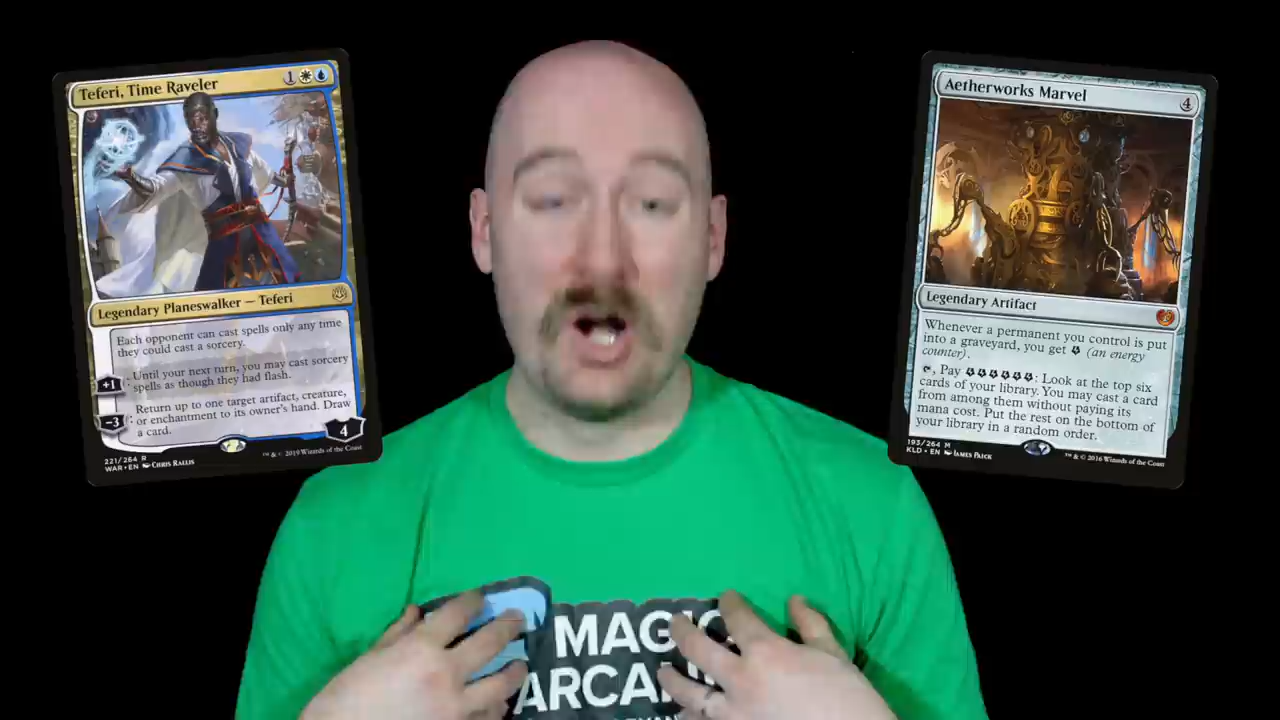 Teferi, Time Raveler
1
Legendary Planeswalker — Teferi
Each opponent can cast spells only any time
they could cast a sorcery.
+1: Until your next turn, you may cast sorcery
spells as though they had flash.
−3: Return up to one target artifact, creature,
or enchantment to its owner's hand. Draw
a card.
4
221/264 R
WAR • EN Chris Rallis
™ & © 2019 Wizards of the Coast
Aetherworks Marvel
4
Legendary Artifact
Whenever a permanent you control is put
into a graveyard, you get (an energy
counter).
, Pay : Look at the top six
cards of your library. You may cast a card
from among them without paying its
mana cost. Put the rest on the bottom of
your library in a random order.
193/264 M
KLD • EN James Paick
™ & © 2016 Wizards of the Coast
MAGIC
ARCAN